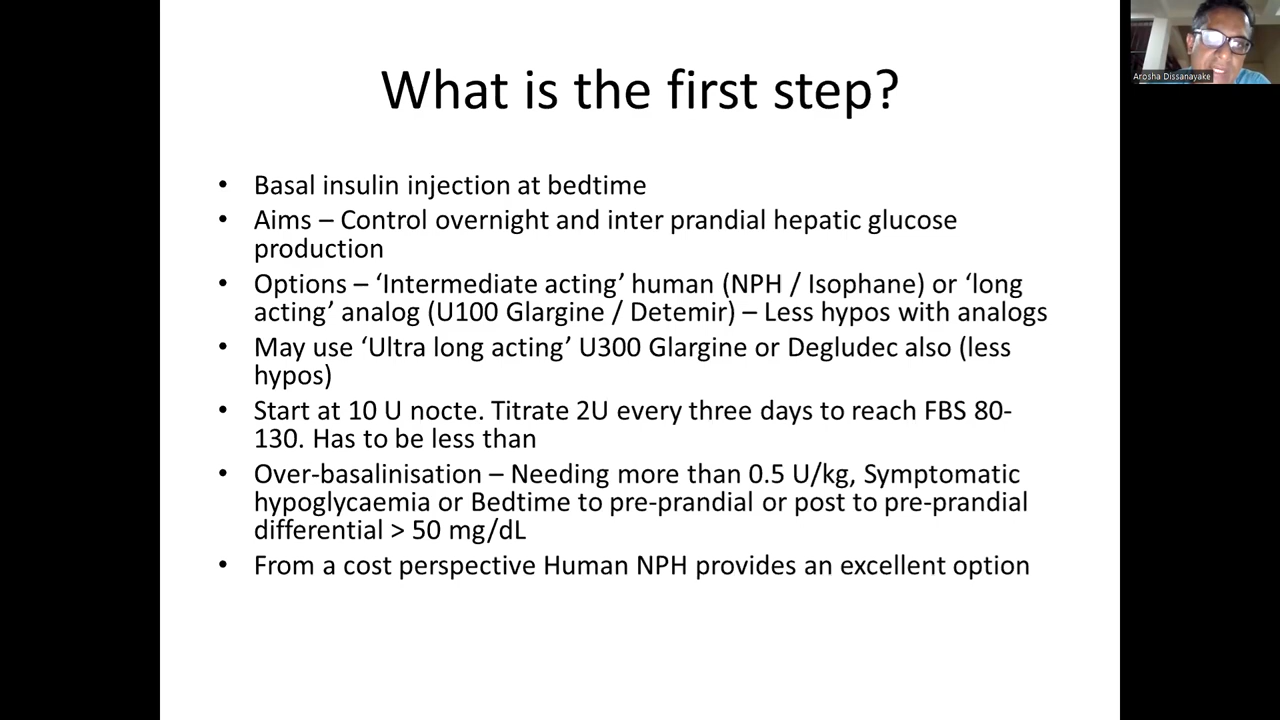 What is the first step?
• Basal insulin injection at bedtime
• Aims – Control overnight and inter prandial hepatic glucose
production
• Options – ‘Intermediate acting’ human (NPH / Isophane) or ‘long
acting’ analog (U100 Glargine / Detemir) – Less hypos with analogs
• May use ‘Ultra long acting’ U300 Glargine or Degludec also (less
hypos)
• Start at 10 U nocte. Titrate 2U every three days to reach FBS 80-
130. Has to be less than
• Over-basalinisation – Needing more than 0.5 U/kg, Symptomatic
hypoglycaemia or Bedtime to pre-prandial or post to pre-prandial
differential > 50 mg/dL
• From a cost perspective Human NPH provides an excellent option
Arosha Dissanayake